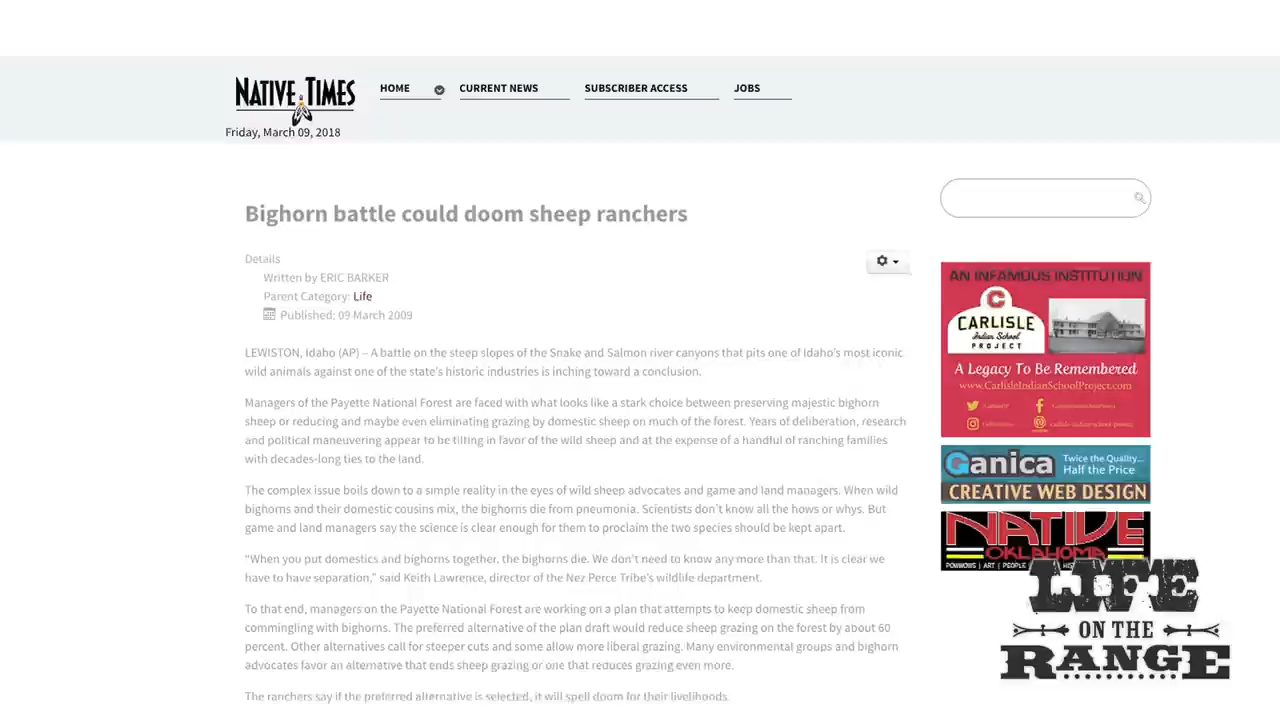 NATIVE TIMES
HOME
CURRENT NEWS
SUBSCRIBER ACCESS
JOBS
Friday, March 09, 2018
Bighorn battle could doom sheep ranchers
Details
Written by ERIC BARKER
Parent Category: Life
Published: 09 March 2009
LEWISTON, Idaho (AP) – A battle on the steep slopes of the Snake and Salmon river canyons that pits one of Idaho's most iconic
wild animals against one of the state's historic industries is inching toward a conclusion.
Managers of the Payette National Forest are faced with what looks like a stark choice between preserving majestic bighorn
sheep or reducing and maybe even eliminating grazing by domestic sheep on much of the forest. Years of deliberation, research
and political maneuvering appear to be tilting in favor of the wild sheep and at the expense of a handful of ranching families
with decades-long ties to the land.
The complex issue boils down to a simple reality in the eyes of wild sheep advocates and game and land managers. When wild
bighorns and their domestic cousins mix, the bighorns die from pneumonia. Scientists don't know all the hows or whys. But
game and land managers say the science is clear enough for them to proclaim the two species should be kept apart.
"When you put domestics and bighorns together, the bighorns die. We don't need to know any more than that. It is clear we
have to have separation," said Keith Lawrence, director of the Nez Perce Tribe's wildlife department.
To that end, managers on the Payette National Forest are working on a plan that attempts to keep domestic sheep from
commingling with bighorns. The preferred alternative of the plan draft would reduce sheep grazing on the forest by about 60
percent. Other alternatives call for steeper cuts and some allow more liberal grazing. Many environmental groups and bighorn
advocates favor an alternative that ends sheep grazing or one that reduces grazing even more.
The ranchers say if the preferred alternative is selected, it will spell doom for their livelihoods.
AN INFAMOUS INSTITUTION
C
CARLISLE
Indian School
PROJECT
A Legacy To Be Remembered
www.CarlisleIndianSchoolProject.com
Ganica
Twice the Quality...
Half the Price
CREATIVE WEB DESIGN
NATIVE
OKLAHOMA
POWWOWS | ART | PEOPLE
LIFE
ON THE
RANGE